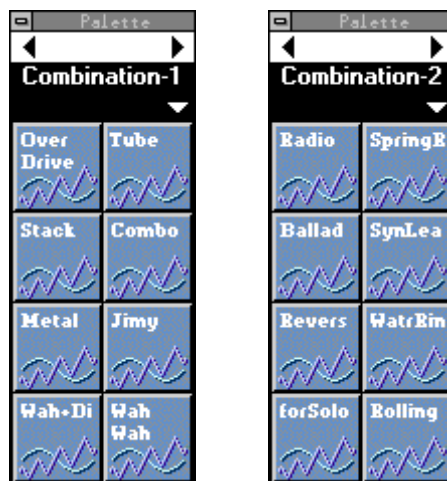 Palette
Combination-1
Over
Drive
Tube
Stack
Combo
Metal
Jimy
Wah+Di
Wah
Wah
Palette
Combination-2
Radio
SpringR
Ballad
SynLea
Revers
WatrRin
forSolo
Rolling